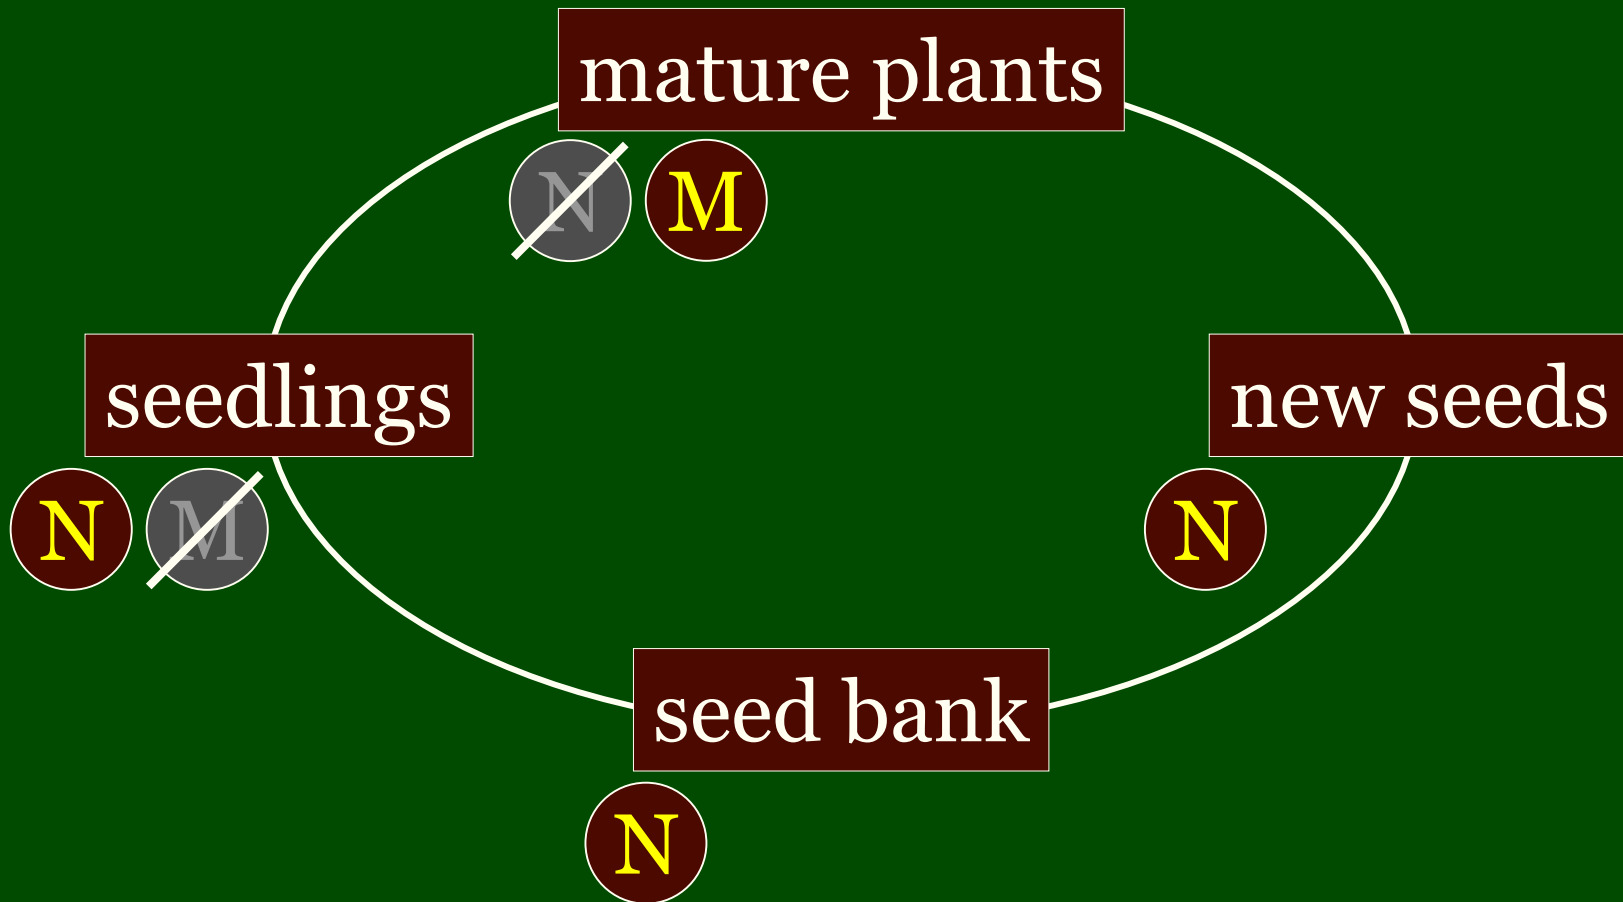 mature plants
N M
seedlings
new seeds
N M
N
seed bank
N